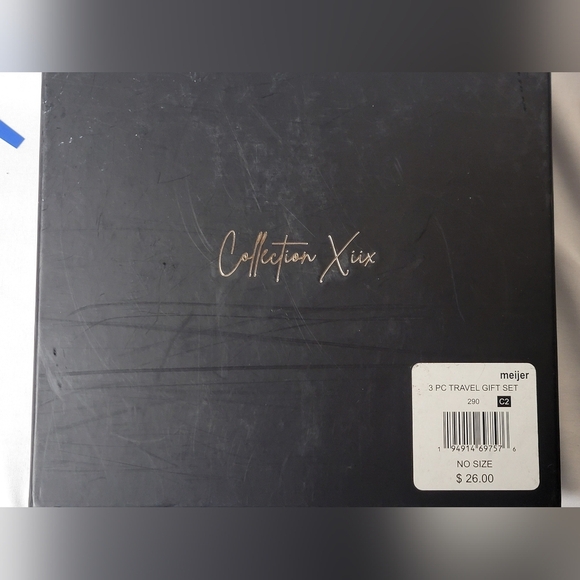 Collection Xiix
meijer
3 PC TRAVEL GIFT SET
290 C2
1 94914 69757 6
NO SIZE
$ 26.00